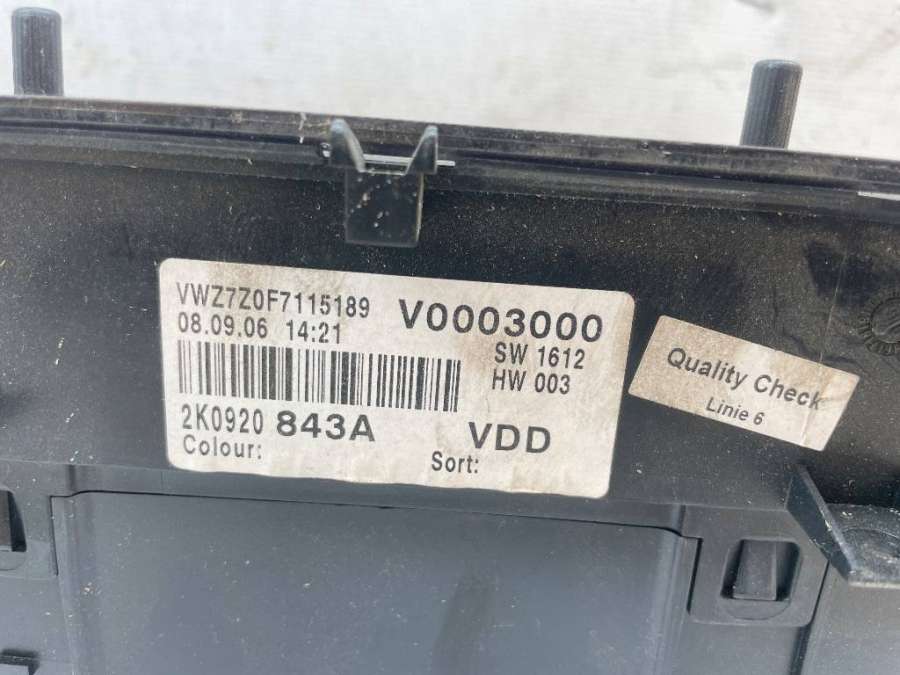 VWZ7Z0F7115189 V0003000
08.09.06 14:21 SW 1612
HW 003
2K0920 843A VDD
Colour: Sort:
Quality Check
Linie 6